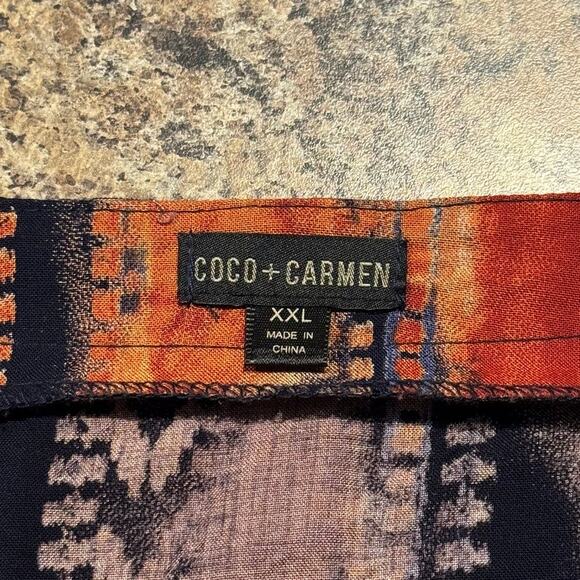 COCO + CARMEN
XXL
MADE IN
CHINA